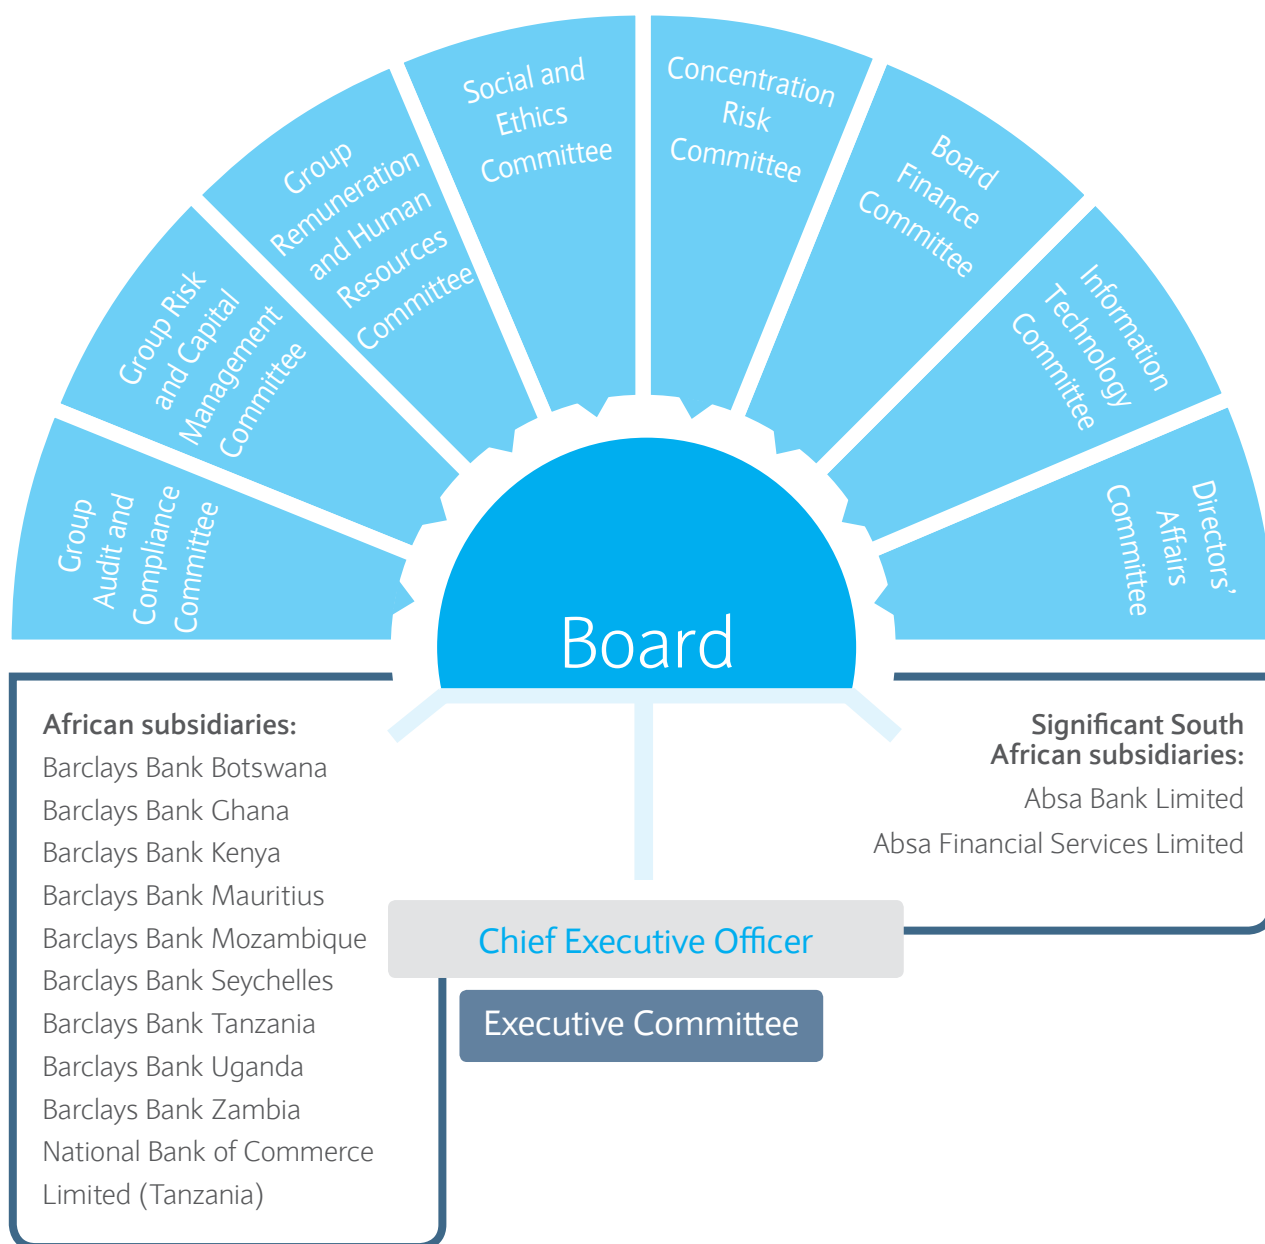 Group
Audit and
Compliance
Committee
Group Risk
and Capital
Management
Committee
Group
Remuneration
and Human
Resources
Committee
Social and
Ethics
Committee
Concentration
Risk
Committee
Board
Finance
Committee
Information
Technology
Committee
Directors’
Affairs
Committee
Board
African subsidiaries:
Barclays Bank Botswana
Barclays Bank Ghana
Barclays Bank Kenya
Barclays Bank Mauritius
Barclays Bank Mozambique
Barclays Bank Seychelles
Barclays Bank Tanzania
Barclays Bank Uganda
Barclays Bank Zambia
National Bank of Commerce
Limited (Tanzania)
Significant South
African subsidiaries:
Absa Bank Limited
Absa Financial Services Limited
Chief Executive Officer
Executive Committee